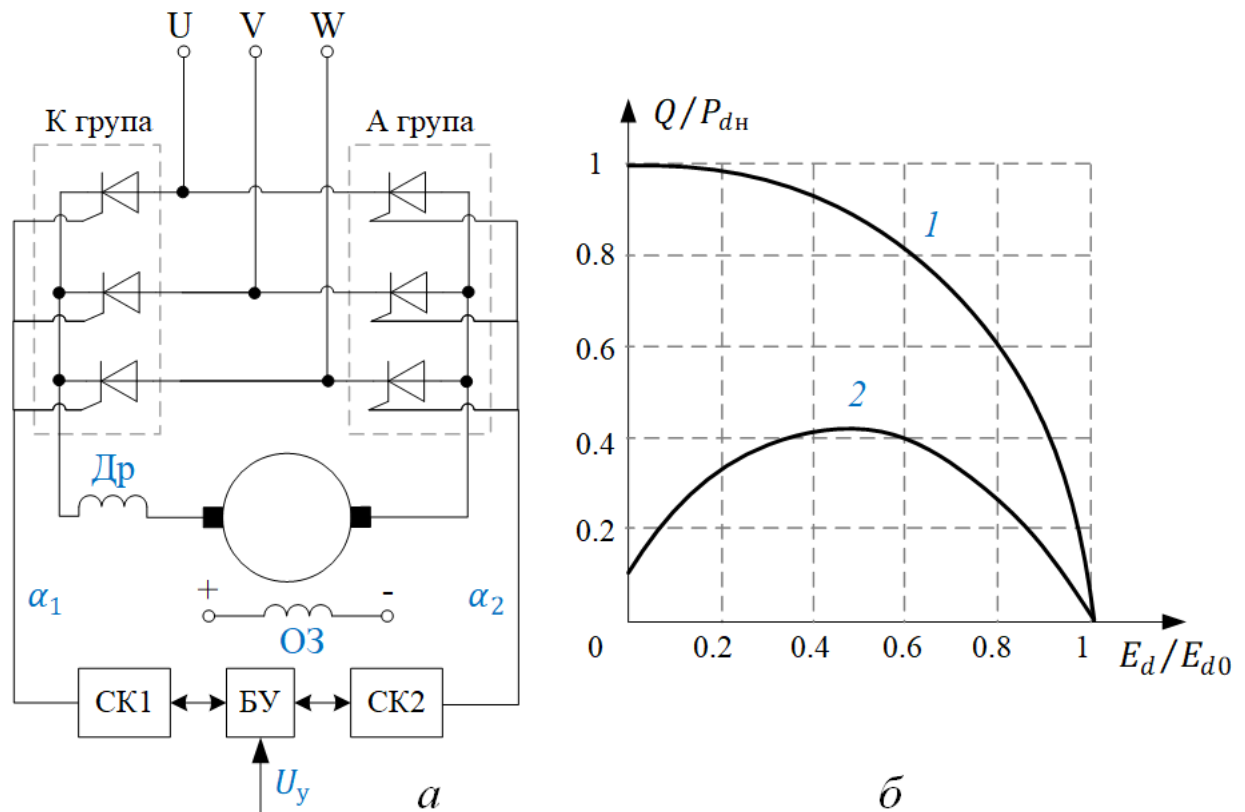 U V W
К група
А група
Др
α₁
α₂
+ -
ОЗ
СК1
БУ
СК2
Uу
а
Q/Pdн
1
0.8
0.6
0.4
0.2
0
0.2 0.4 0.6 0.8 1
Ed/Ed0
1
2
б